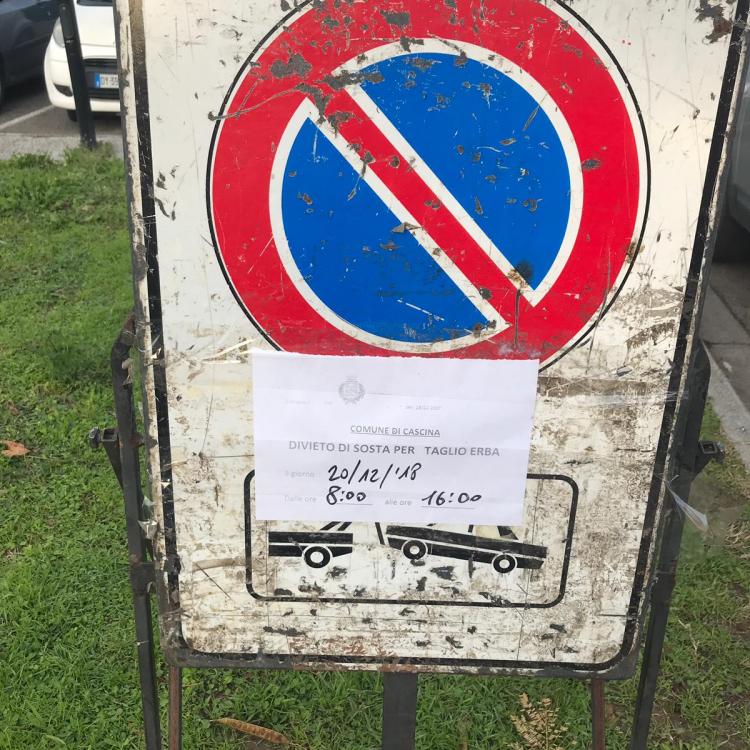 COMUNE DI CASCINA
DIVIETO DI SOSTA PER TAGLIO ERBA
Il giorno 20/12/'18
Dalle ore 8:00 alle ore 16:00